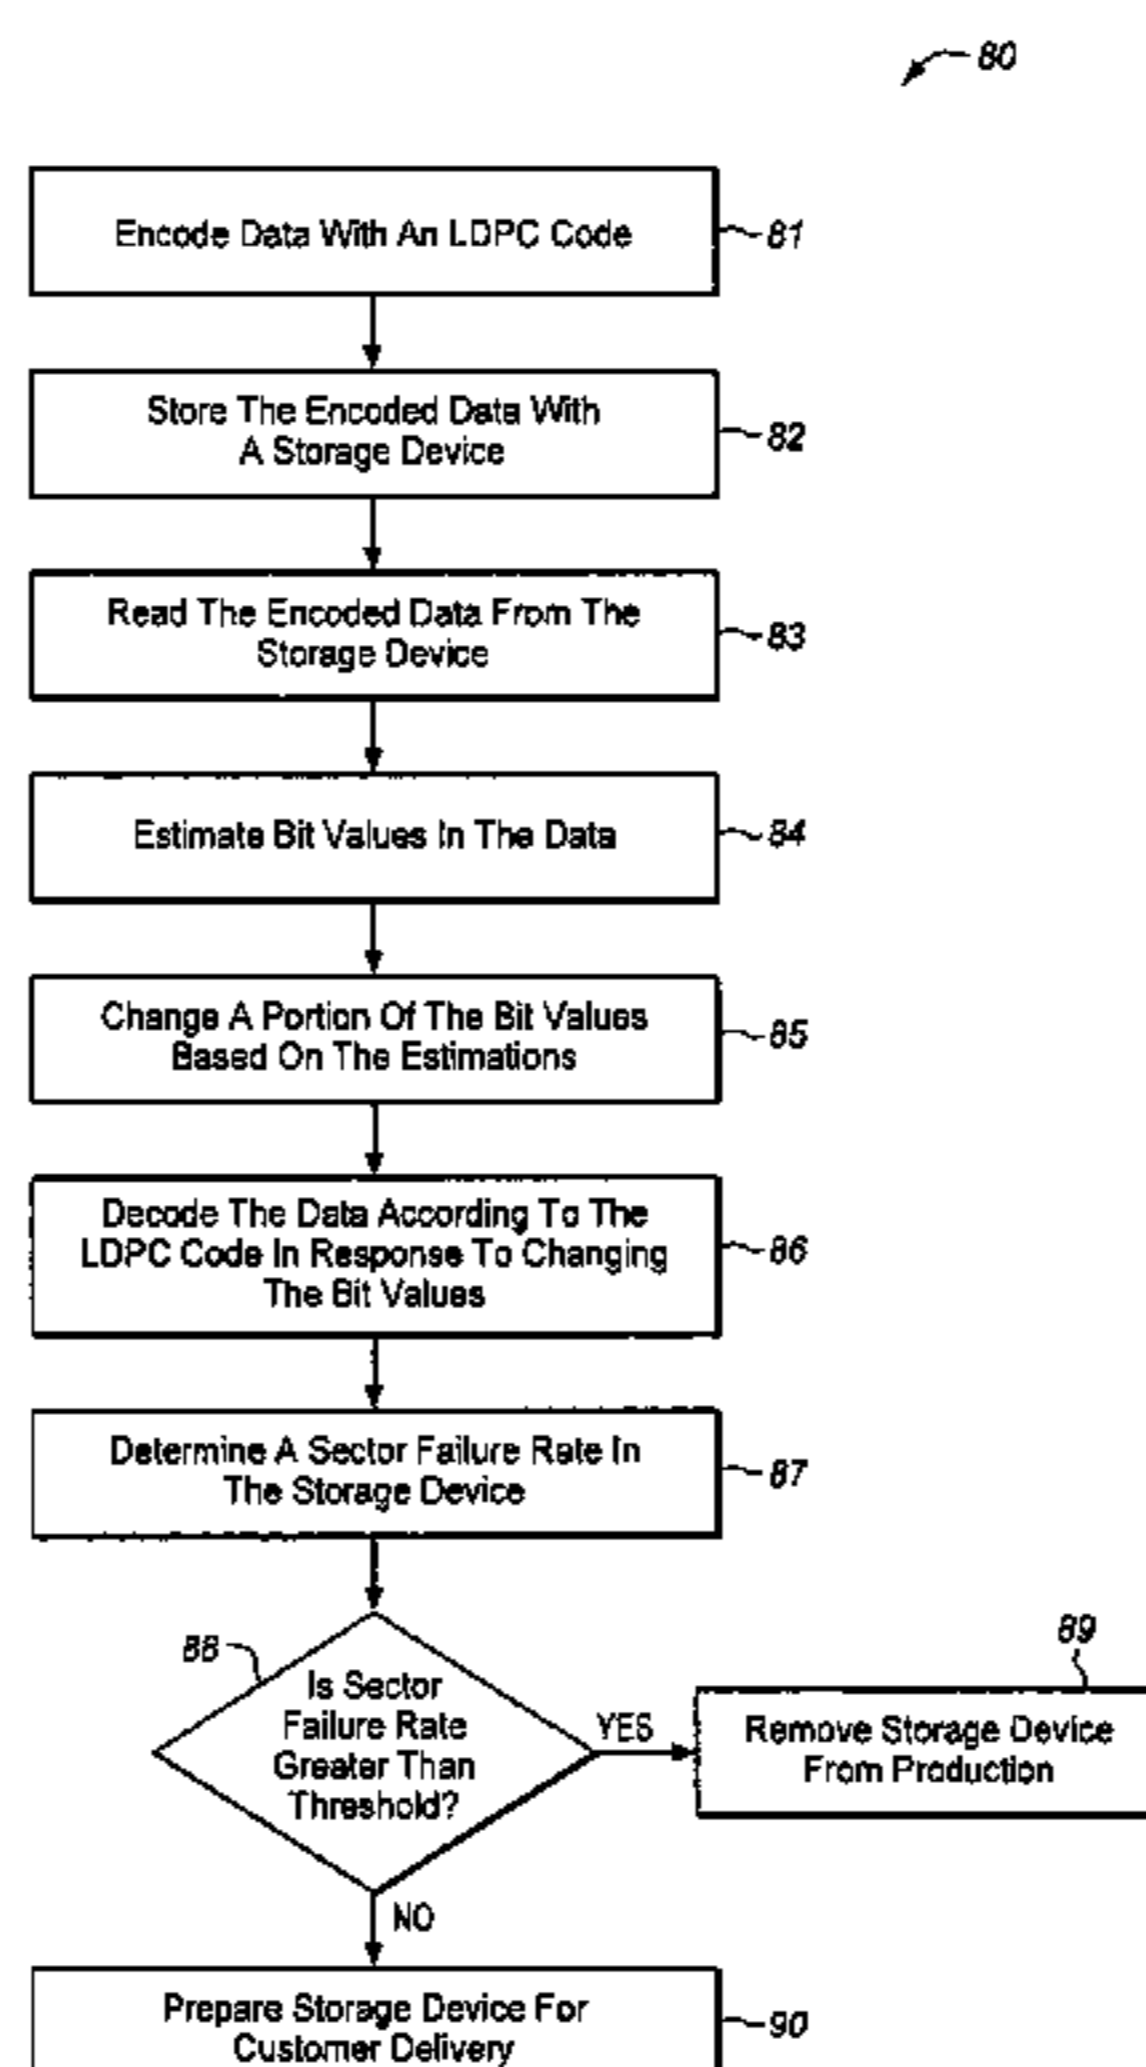 80
Encode Data With An LDPC Code
81
Store The Encoded Data With
A Storage Device
82
Read The Encoded Data From The
Storage Device
83
Estimate Bit Values In The Data
84
Change A Portion Of The Bit Values
Based On The Estimations
85
Decode The Data According To The
LDPC Code In Response To Changing
The Bit Values
86
Determine A Sector Failure Rate In
The Storage Device
87
88
Is Sector
Failure Rate
Greater Than
Threshold?
YES
89
Remove Storage Device
From Production
NO
Prepare Storage Device For
Customer Delivery
90